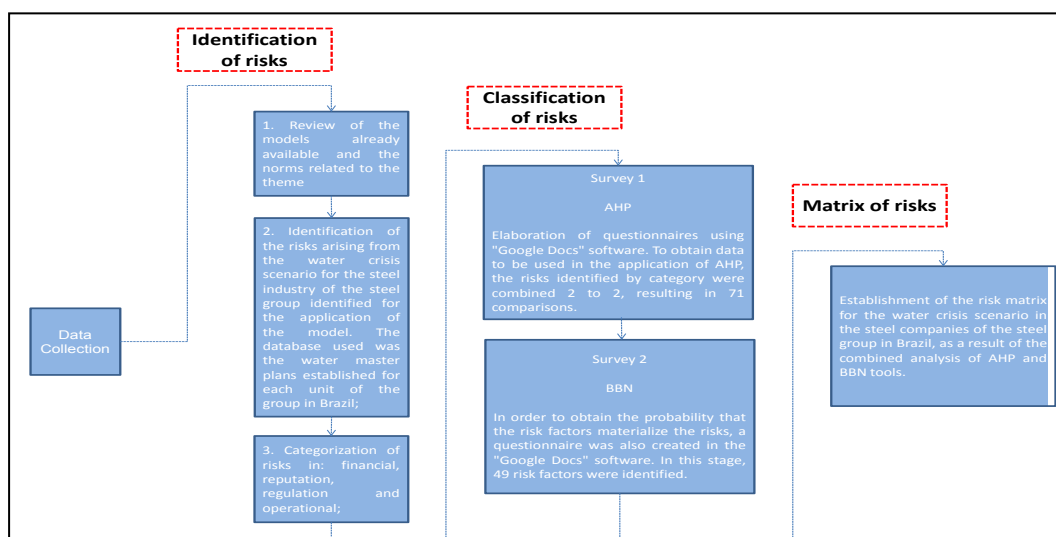 Identification
of risks
1. Review of the
models already
available and the
norms related to the
theme
2. Identification of
the risks arising from
the water crisis
scenario for the steel
industry of the steel
group identified for
the application of
the model. The
database used was
the water master
plans established for
each unit of the
group in Brazil;
3. Categorization of
risks in: financial,
reputation,
regulation and
operational;
Data
Collection
Classification
of risks
Survey 1
AHP
Elaboration of questionnaires using
"Google Docs" software. To obtain data
to be used in the application of AHP,
the risks identified by category were
combined 2 to 2, resulting in 71
comparisons.
Survey 2
BBN
In order to obtain the probability that
the risk factors materialize the risks, a
questionnaire was also created in the
"Google Docs" software. In this stage,
49 risk factors were identified.
Matrix of risks
Establishment of the risk matrix
for the water crisis scenario in
the steel companies of the steel
group in Brazil, as a result of the
combined analysis of AHP and
BBN tools.